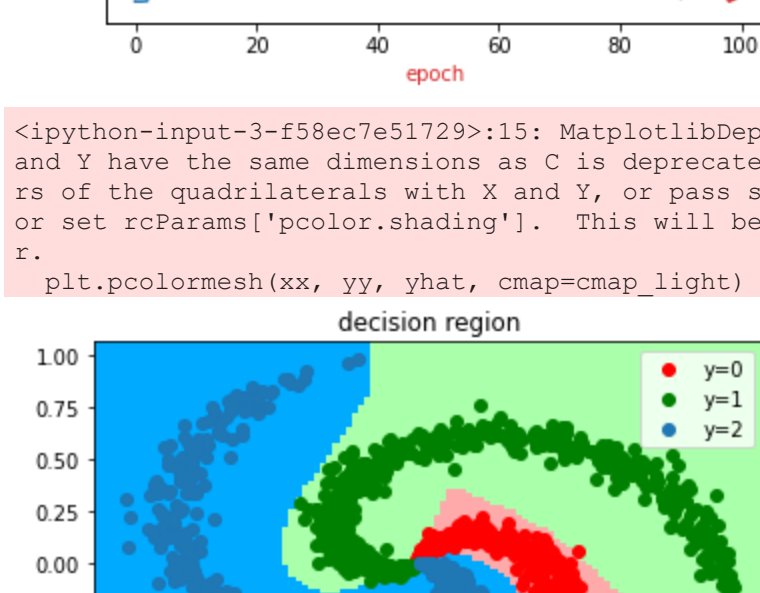 0 20 40 60 80 100
epoch
<ipython-input-3-f58ec7e51729>:15: MatplotlibDep
and Y have the same dimensions as C is deprecate
rs of the quadrilaterals with X and Y, or pass s
or set rcParams['pcolor.shading'].  This will be
r.
  plt.pcolormesh(xx, yy, yhat, cmap=cmap_light)
decision region
1.00
0.75
0.50
0.25
0.00
y=0
y=1
y=2